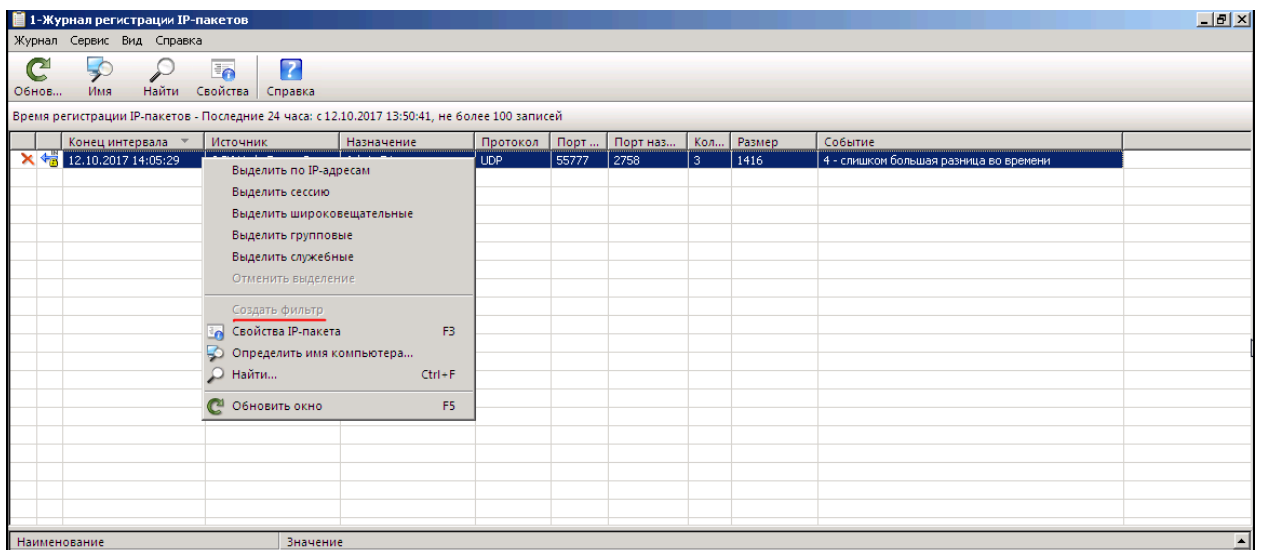 1-Журнал регистрации IP-пакетов
Журнал Сервис Вид Справка
Обнов... Имя Найти Свойства Справка
Время регистрации IP-пакетов - Последние 24 часа: с 12.10.2017 13:50:41, не более 100 записей
Конец интервала Источник Назначение Протокол Порт ... Порт наз... Кол... Размер Событие
12.10.2017 14:05:29 UDP 55777 2758 3 1416 4 - слишком большая разница во времени
Выделить по IP-адресам
Выделить сессию
Выделить широковещательные
Выделить групповые
Выделить служебные
Отменить выделение
Создать фильтр
Свойства IP-пакета F3
Определить имя компьютера...
Найти... Ctrl+F
Обновить окно F5
Наименование Значение